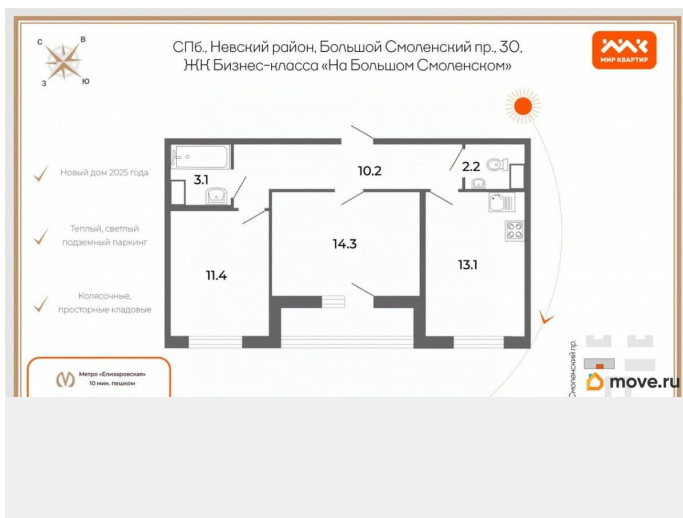 СПб., Невский район, Большой Смоленский пр., 30,
ЖК Бизнес-класса «На Большом Смоленском»
МИР КВАРТИР
С
В
З
Ю
Новый дом 2025 года
Теплый, светлый
подземный паркинг
Колясочные,
просторные кладовые
3.1
10.2
2.2
11.4
14.3
13.1
Метро «Елизаровская»
10 мин. пешком
Смоленский пр.
move.ru